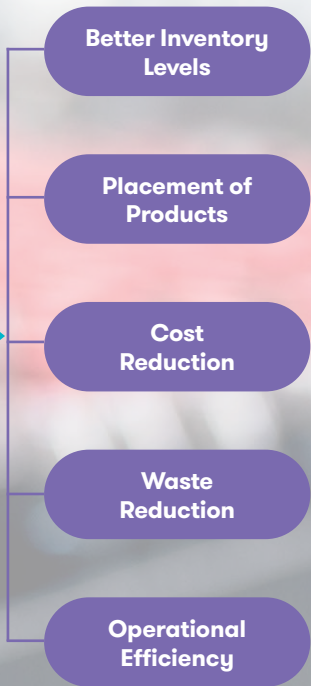 Better Inventory
Levels
Placement of
Products
Cost
Reduction
Waste
Reduction
Operational
Efficiency